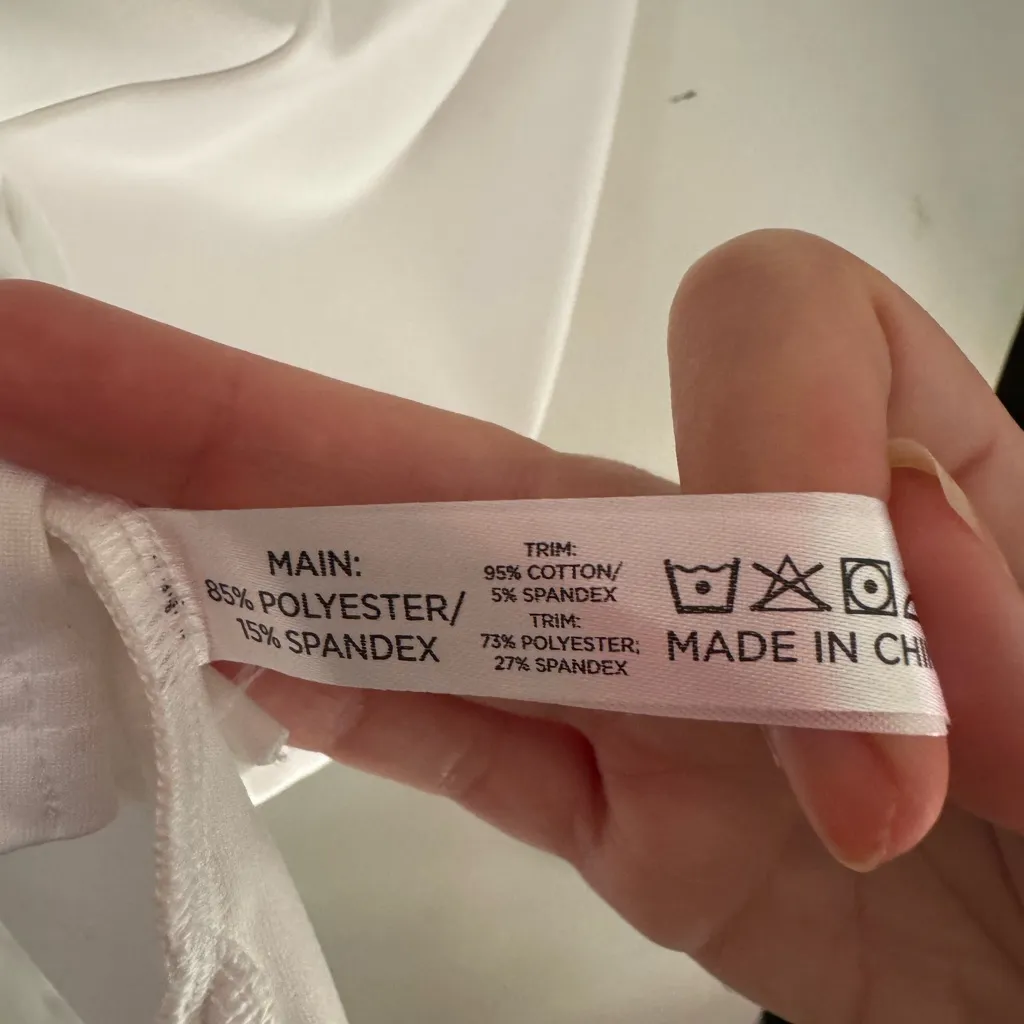 MAIN:
85% POLYESTER/
15% SPANDEX
TRIM:
95% COTTON/
5% SPANDEX
TRIM:
73% POLYESTER;
27% SPANDEX
MADE IN